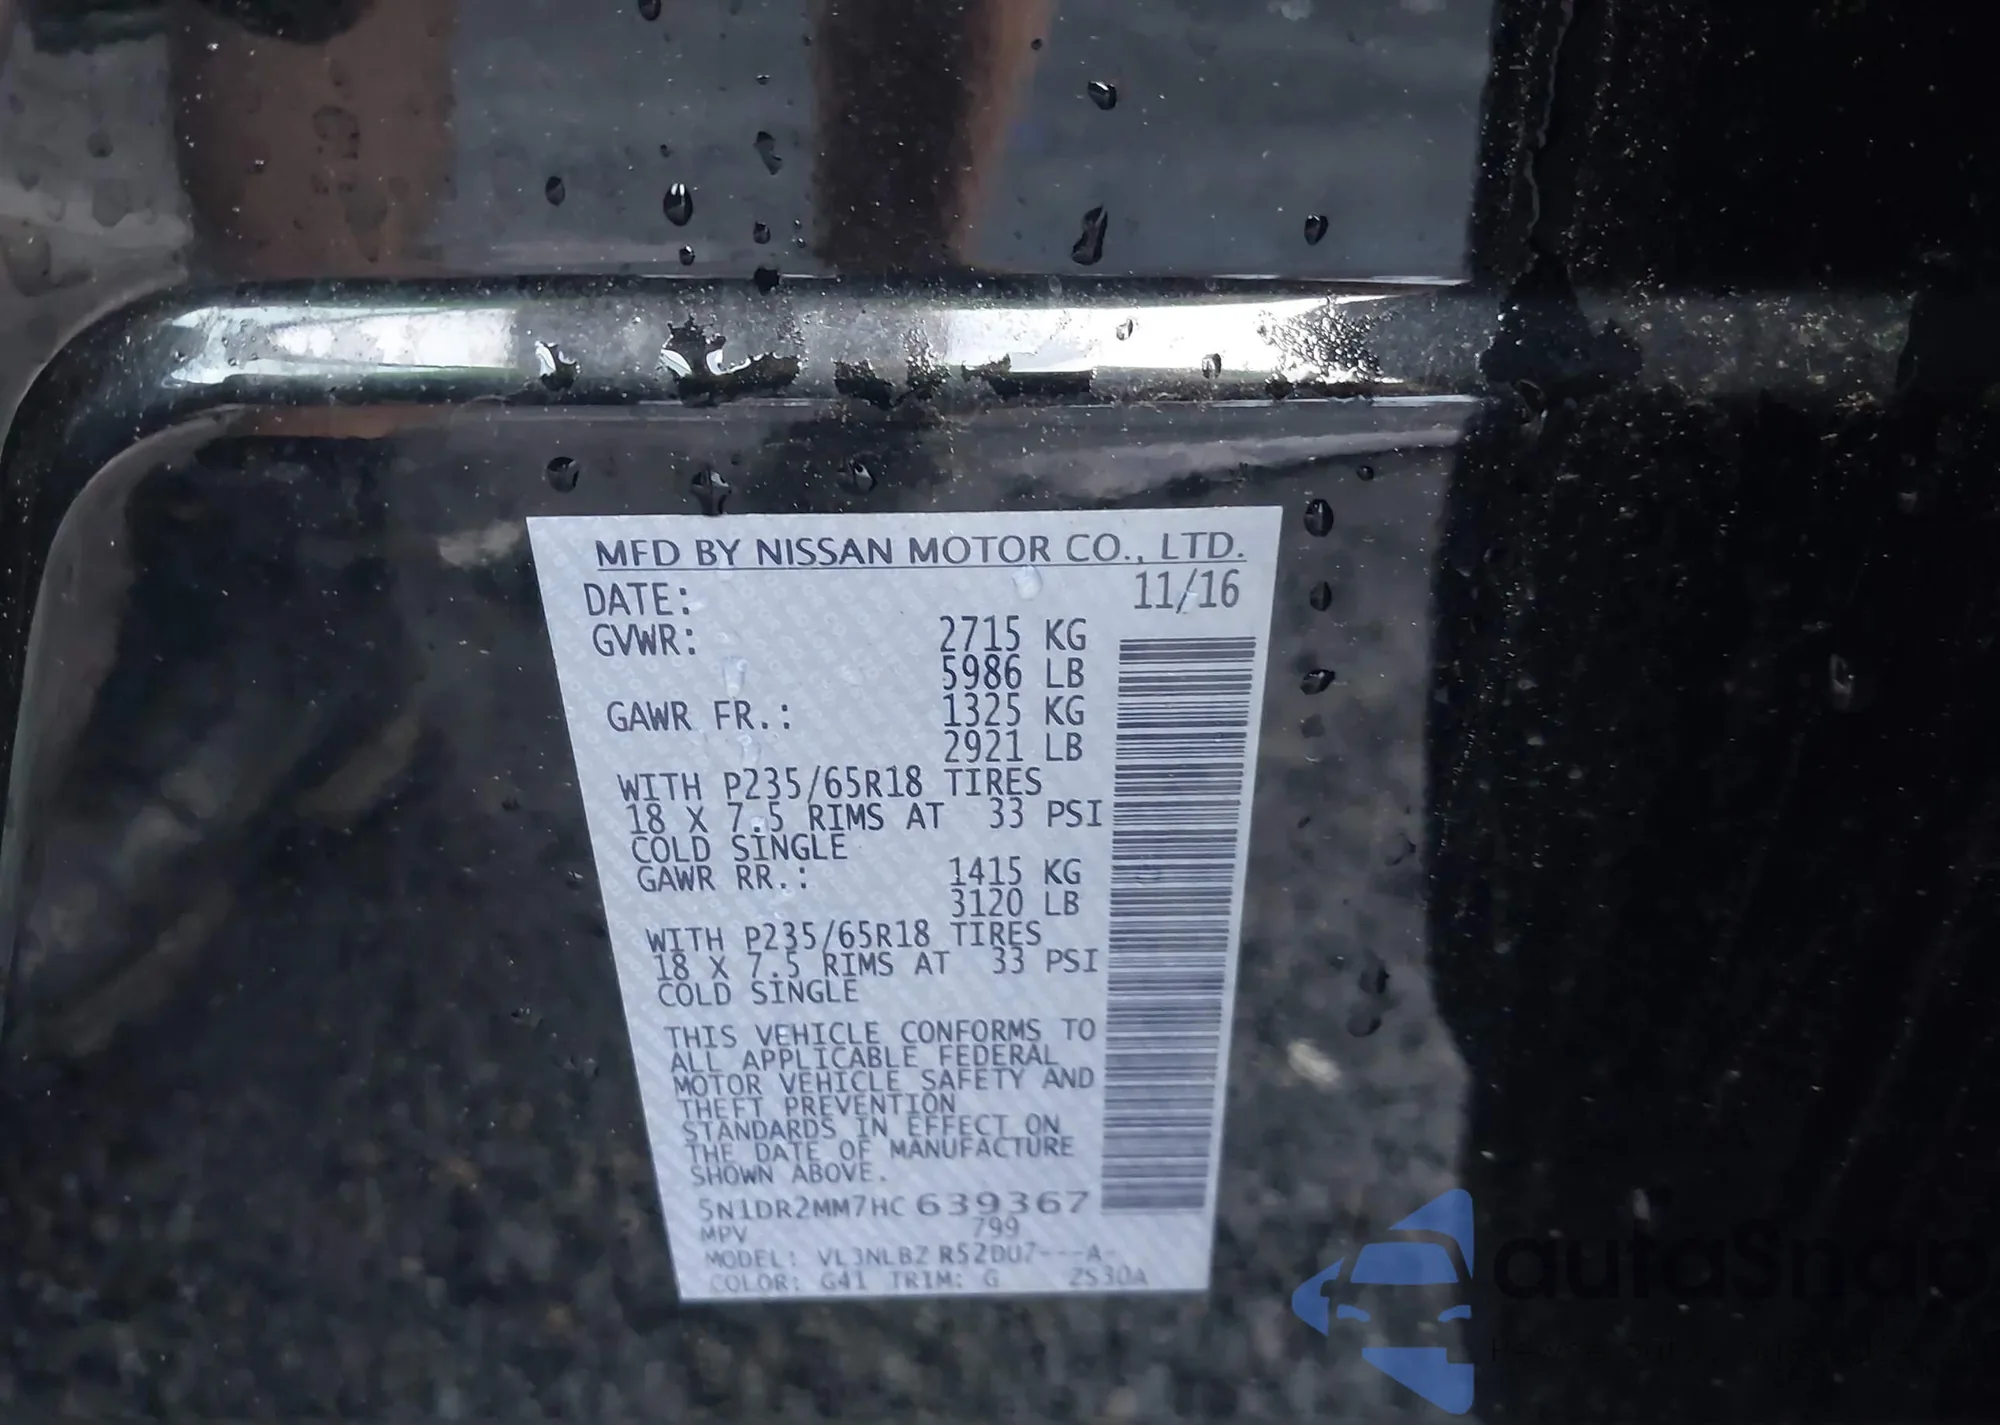 MFD BY NISSAN MOTOR CO., LTD.
DATE: 11/16
GVWR: 2715 KG
5986 LB
GAWR FR.: 1325 KG
2921 LB
WITH P235/65R18 TIRES
18 X 7.5 RIMS AT 33 PSI
COLD SINGLE
GAWR RR.: 1415 KG
3120 LB
WITH P235/65R18 TIRES
18 X 7.5 RIMS AT 33 PSI
COLD SINGLE
THIS VEHICLE CONFORMS TO
ALL APPLICABLE FEDERAL
MOTOR VEHICLE SAFETY AND
THEFT PREVENTION
STANDARDS IN EFFECT ON
THE DATE OF MANUFACTURE
SHOWN ABOVE.
5N1DR2MM7HC 639367
MPV 799
MODEL: VL3NLBZ R52DU7---A-
COLOR: G41 TRIM: G ZS30A
autoSnap